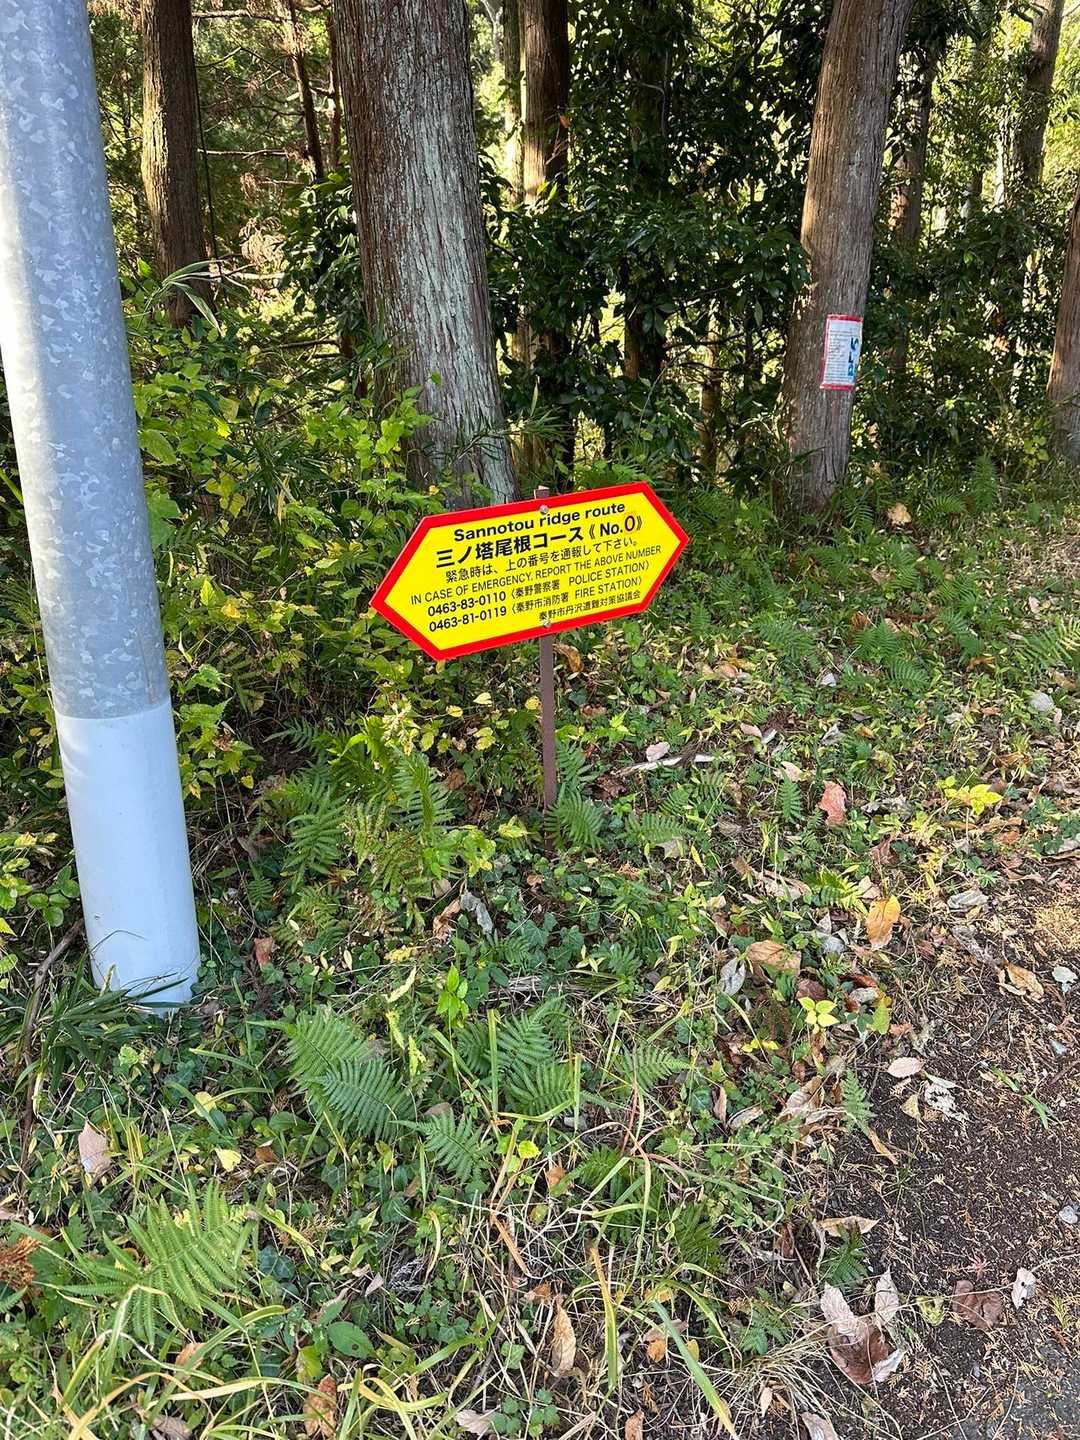 Sannotou ridge route
三ノ塔尾根コース《 No.0》
緊急時は、上の番号を通報して下さい。
IN CASE OF EMERGENCY. REPORT THE ABOVE NUMBER
0463-83-0110（秦野警察署 POLICE STATION）
0463-81-0119（秦野市消防署 FIRE STATION）
秦野市丹沢遭難対策協議会